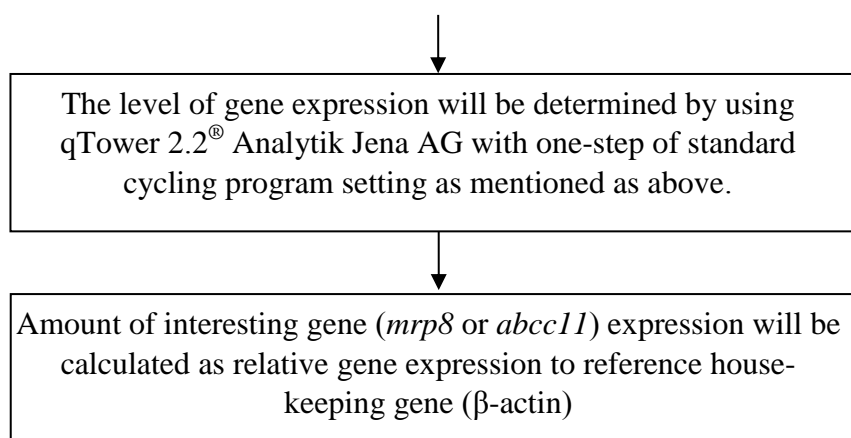 The level of gene expression will be determined by using
qTower 2.2® Analytik Jena AG with one-step of standard
cycling program setting as mentioned as above.
Amount of interesting gene (mrp8 or abcc11) expression will be
calculated as relative gene expression to reference house-
keeping gene (β-actin)